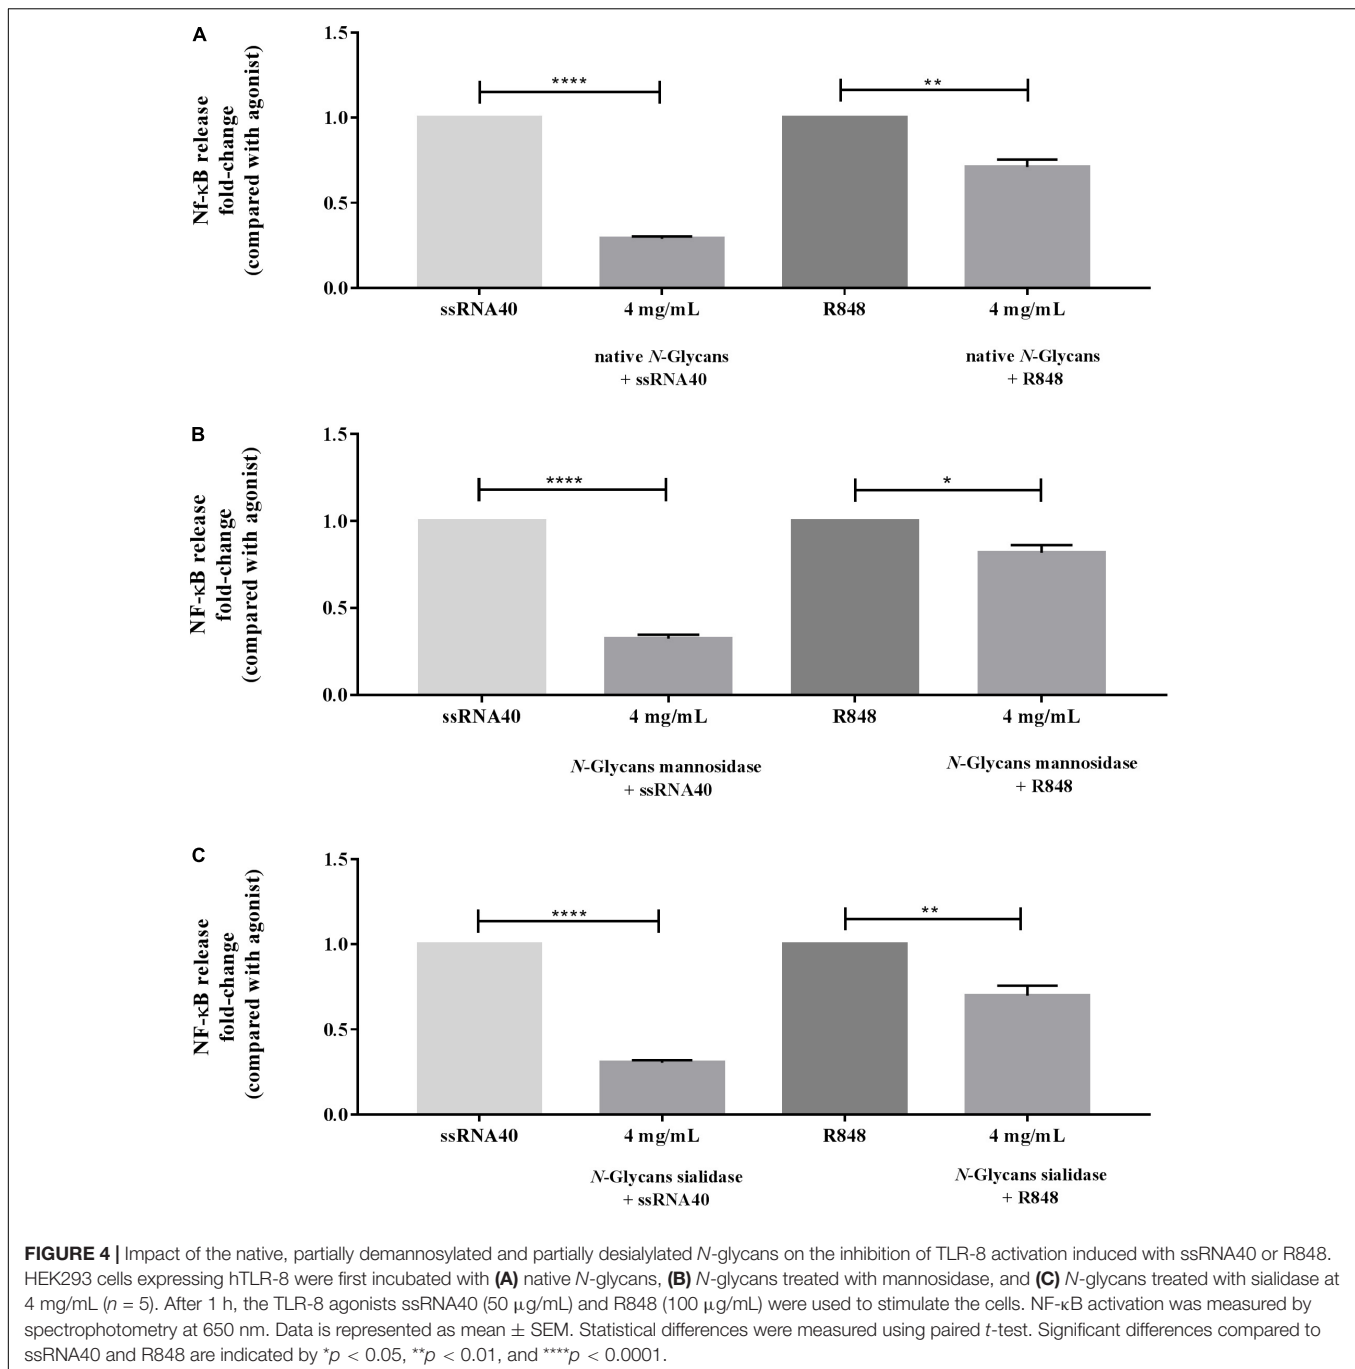 A
Nf-κB release
fold-change
(compared with agonist)
1.5
1.0
0.5
0.0
****
**
ssRNA40
4 mg/mL
R848
4 mg/mL
native N-Glycans
+ ssRNA40
native N-Glycans
+ R848
B
NF-κB release
fold-change
(compared with agonist)
1.5
1.0
0.5
0.0
****
*
ssRNA40
4 mg/mL
R848
4 mg/mL
N-Glycans mannosidase
+ ssRNA40
N-Glycans mannosidase
+ R848
C
NF-κB release
fold-change
(compared with agonist)
1.5
1.0
0.5
0.0
****
**
ssRNA40
4 mg/mL
R848
4 mg/mL
N-Glycans sialidase
+ ssRNA40
N-Glycans sialidase
+ R848
FIGURE 4 | Impact of the native, partially demannosylated and partially desialylated N-glycans on the inhibition of TLR-8 activation induced with ssRNA40 or R848.
HEK293 cells expressing hTLR-8 were first incubated with (A) native N-glycans, (B) N-glycans treated with mannosidase, and (C) N-glycans treated with sialidase at
4 mg/mL (n = 5). After 1 h, the TLR-8 agonists ssRNA40 (50 μg/mL) and R848 (100 μg/mL) were used to stimulate the cells. NF-κB activation was measured by
spectrophotometry at 650 nm. Data is represented as mean ± SEM. Statistical differences were measured using paired t-test. Significant differences compared to
ssRNA40 and R848 are indicated by *p < 0.05, **p < 0.01, and ****p < 0.0001.